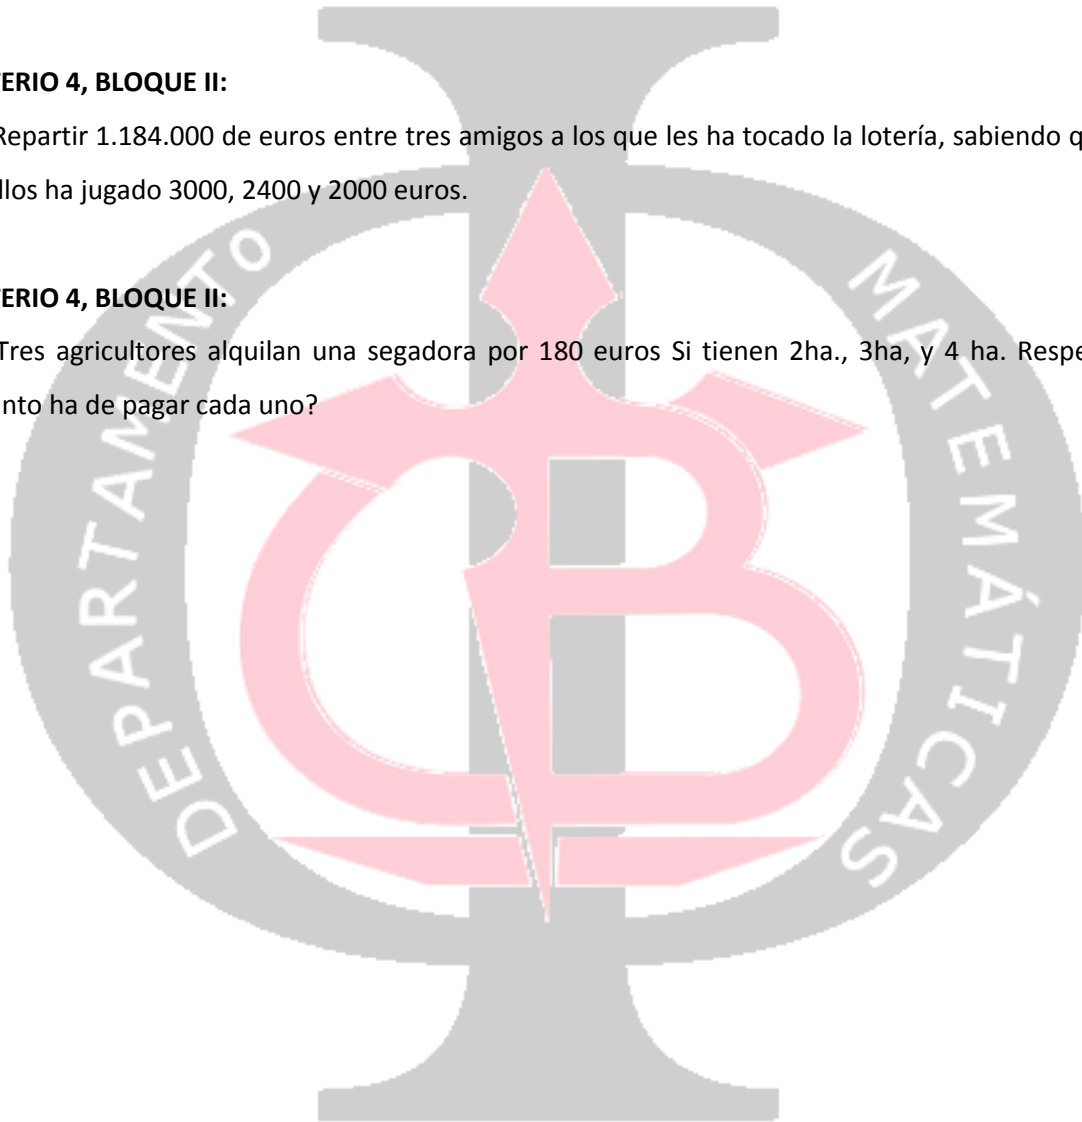 TERIO 4, BLOQUE II:
Repartir 1.184.000 de euros entre tres amigos a los que les ha tocado la lotería, sabiendo q
llos ha jugado 3000, 2400 y 2000 euros.
TERIO 4, BLOQUE II:
Tres agricultores alquilan una segadora por 180 euros Si tienen 2ha., 3ha, y 4 ha. Respe
nto ha de pagar cada uno?
DEPARTAMENTO
MATEMÁTICAS